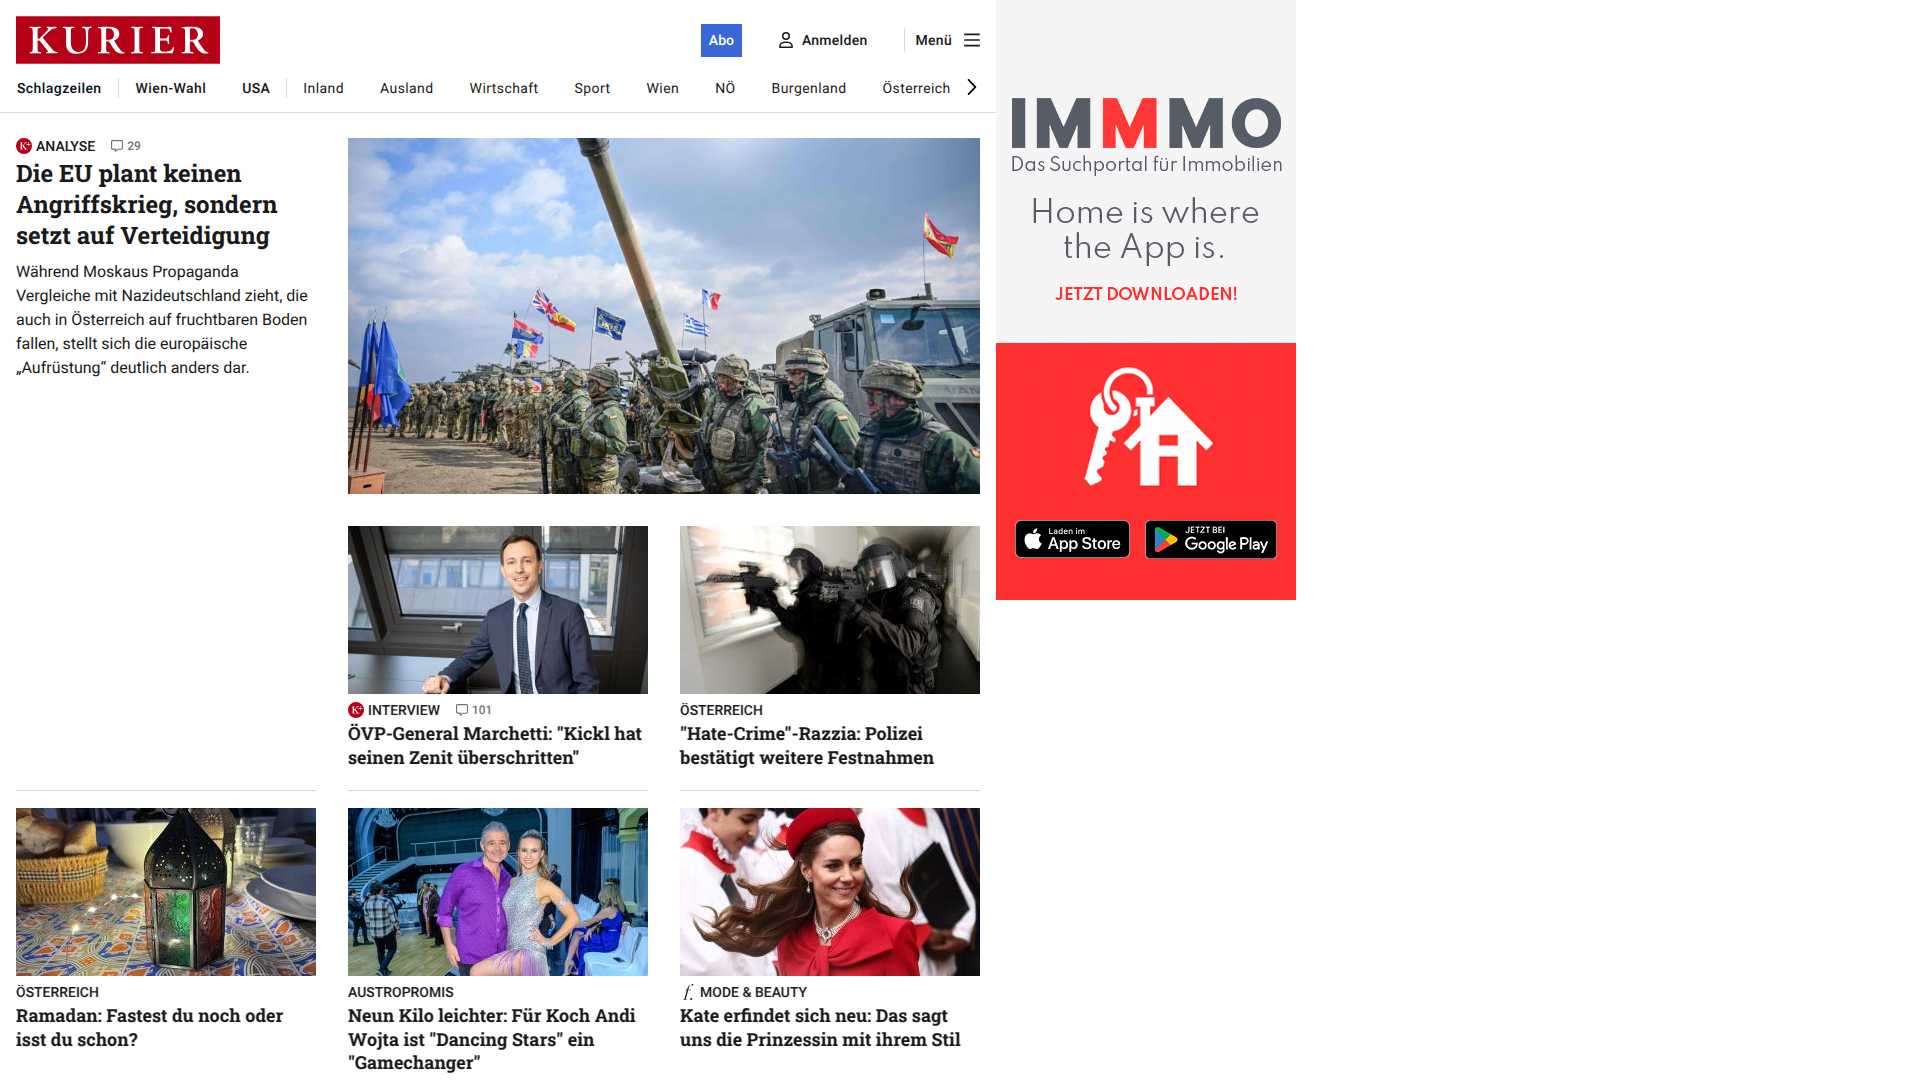 KURIER
Abo
Anmelden
Menü
Schlagzeilen
Wien-Wahl
USA
Inland
Ausland
Wirtschaft
Sport
Wien
NÖ
Burgenland
Österreich
K+ ANALYSE 29
Die EU plant keinen
Angriffskrieg, sondern
setzt auf Verteidigung
Während Moskaus Propaganda
Vergleiche mit Nazideutschland zieht, die
auch in Österreich auf fruchtbaren Boden
fallen, stellt sich die europäische
„Aufrüstung“ deutlich anders dar.
K+ INTERVIEW 101
ÖVP-General Marchetti: "Kickl hat
seinen Zenit überschritten"
ÖSTERREICH
"Hate-Crime"-Razzia: Polizei
bestätigt weitere Festnahmen
ÖSTERREICH
Ramadan: Fastest du noch oder
isst du schon?
AUSTROPROMIS
Neun Kilo leichter: Für Koch Andi
Wojta ist "Dancing Stars" ein
"Gamechanger"
f. MODE & BEAUTY
Kate erfindet sich neu: Das sagt
uns die Prinzessin mit ihrem Stil
IMMMO
Das Suchportal für Immobilien
Home is where
the App is.
JETZT DOWNLOADEN!
Laden im
App Store
JETZT BEI
Google Play